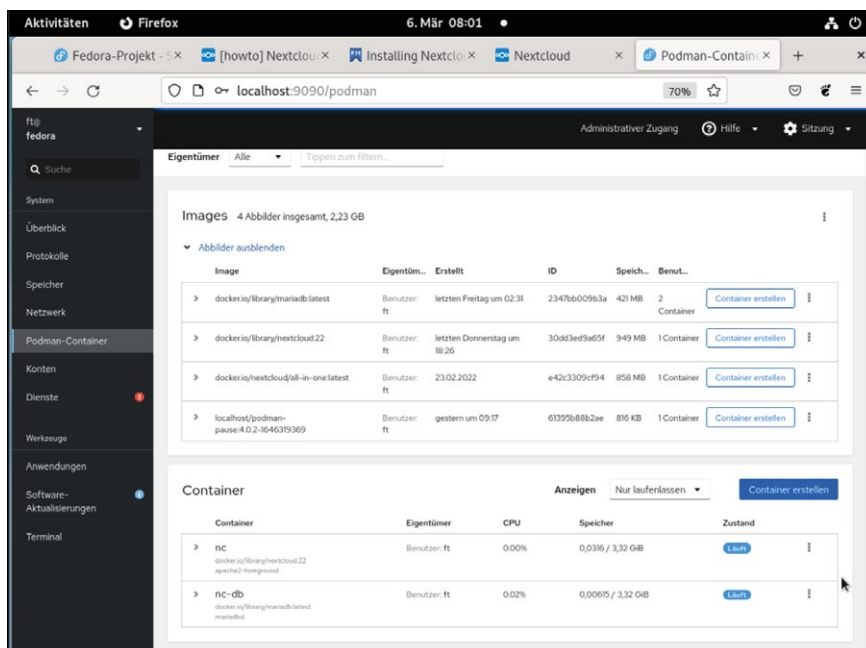 Aktivitäten Firefox 6. Mär 08:01
Fedora-Projekt - S [howto] Nextclou Installing Nextclo Nextcloud Podman-Containe
localhost:9090/podman 70%
ft@
fedora
Administrativer Zugang Hilfe Sitzung
Suche
System
Überblick
Protokolle
Speicher
Netzwerk
Podman-Container
Konten
Dienste
Werkzeuge
Anwendungen
Software-
Aktualisierungen
Terminal
Eigentümer Alle Tippen zum filtern...
Images 4 Abbilder insgesamt, 2,23 GB
Abbilder ausblenden
Image Eigentüm... Erstellt ID Speich... Benut...
docker.io/library/mariadb:latest Benutzer: ft letzten Freitag um 02:31 2347bb009b3a 421 MB 2 Container Container erstellen
docker.io/library/nextcloud:22 Benutzer: ft letzten Donnerstag um 18:26 30dd3ed9a65f 949 MB 1 Container Container erstellen
docker.io/nextcloud/all-in-one:latest Benutzer: ft 23.02.2022 e42c3309cf94 858 MB 1 Container Container erstellen
localhost/podman-pause:4.0.2-1646319369 Benutzer: ft gestern um 09:17 61395b88b2ae 816 KB 1 Container Container erstellen
Container Anzeigen Nur laufenlassen Container erstellen
Container Eigentümer CPU Speicher Zustand
nc Benutzer: ft 0.00% 0,0316 / 3,32 GiB Läuft
docker.io/library/nextcloud:22
apache2-foreground
nc-db Benutzer: ft 0.02% 0,00615 / 3,32 GiB Läuft
docker.io/library/mariadb:latest
mariadbd